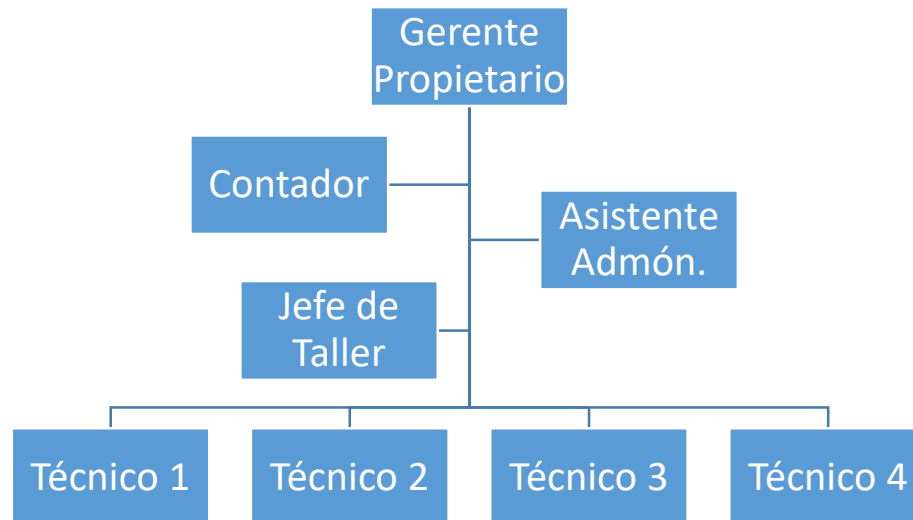 Gerente
Propietario
Contador
Asistente
Admón.
Jefe de
Taller
Técnico 1
Técnico 2
Técnico 3
Técnico 4